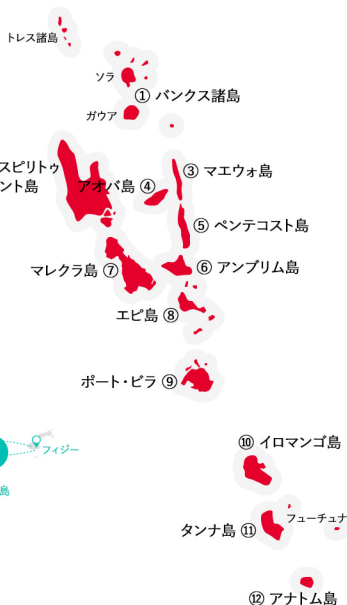 トレス諸島
ソラ
① バンクス諸島
ガウア
スピリトゥ
ント島
③ マエウォ島
アオバ島 ④
⑤ ペンテコスト島
⑥ アンブリム島
マレクラ島 ⑦
エピ島 ⑧
ポート・ビラ ⑨
⑩ イロマンゴ島
フィジー
島
フューチュナ
タンナ島 ⑪
⑫ アナトム島